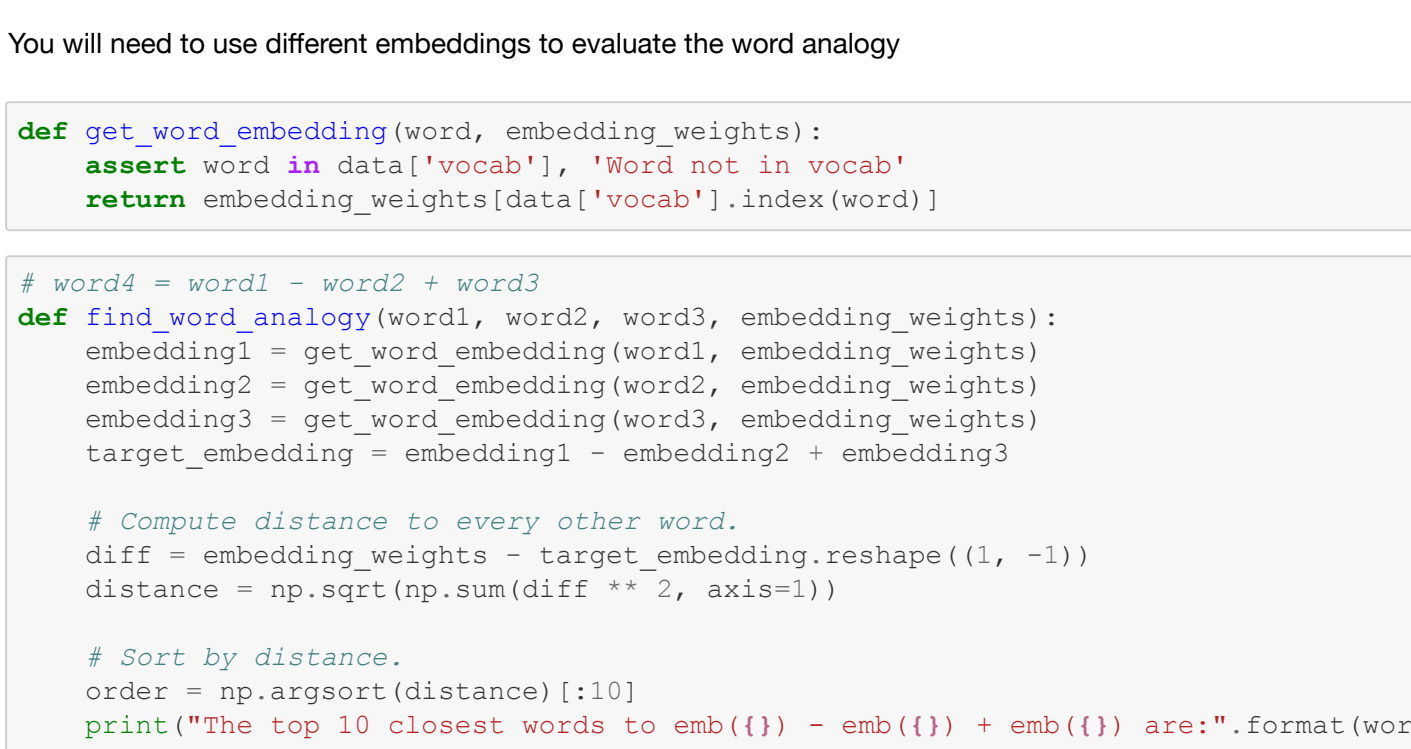 You will need to use different embeddings to evaluate the word analogy
def get_word_embedding(word, embedding_weights):
    assert word in data['vocab'], 'Word not in vocab'
    return embedding_weights[data['vocab'].index(word)]
# word4 = word1 - word2 + word3
def find_word_analogy(word1, word2, word3, embedding_weights):
    embedding1 = get_word_embedding(word1, embedding_weights)
    embedding2 = get_word_embedding(word2, embedding_weights)
    embedding3 = get_word_embedding(word3, embedding_weights)
    target_embedding = embedding1 - embedding2 + embedding3
    # Compute distance to every other word.
    diff = embedding_weights - target_embedding.reshape((1, -1))
    distance = np.sqrt(np.sum(diff ** 2, axis=1))
    # Sort by distance.
    order = np.argsort(distance)[:10]
    print("The top 10 closest words to emb({}) - emb({}) + emb({}) are:".format(wor